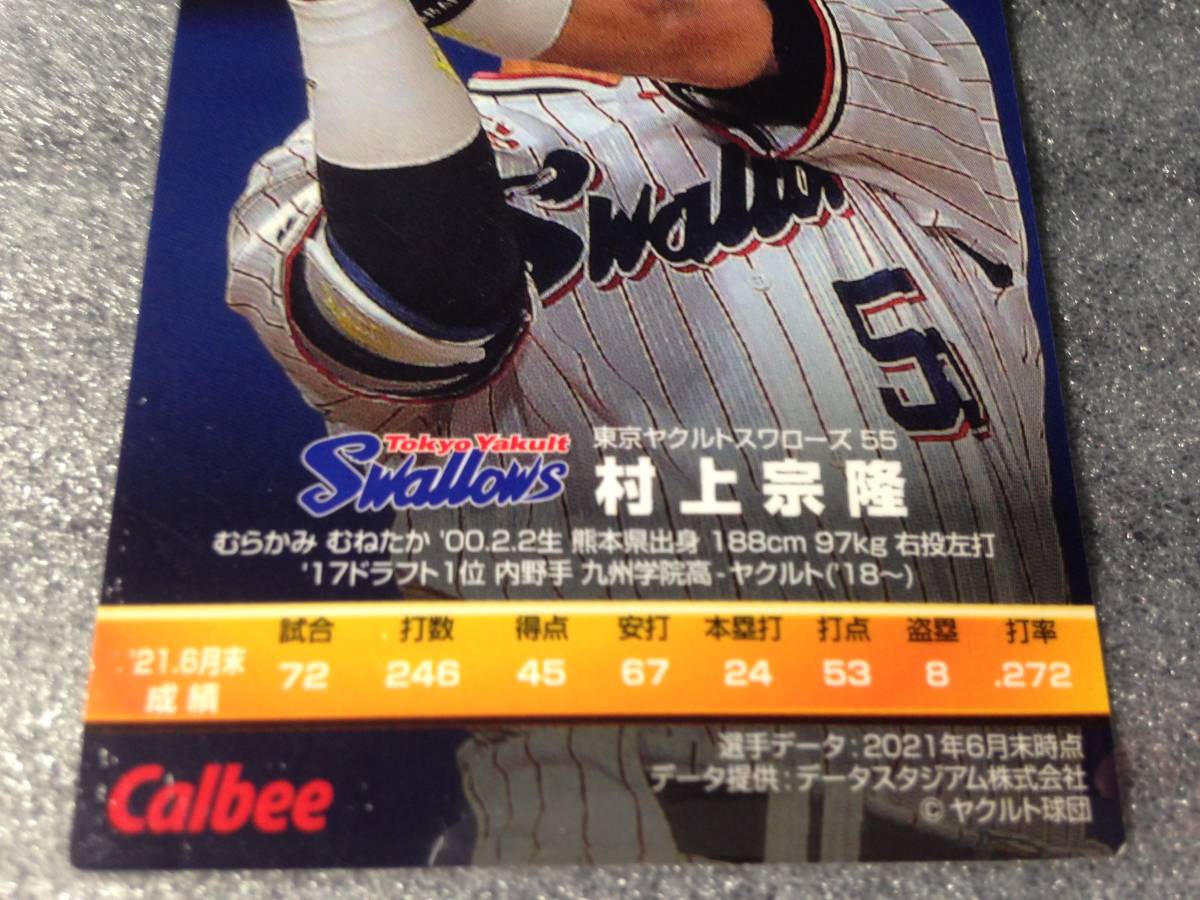 Swallows
5
Tokyo Yakult
Swallows
東京ヤクルトスワローズ 55
村上宗隆
むらかみ むねたか '00.2.2生 熊本県出身 188cm 97kg 右投左打
'17ドラフト1位 内野手 九州学院高-ヤクルト('18〜)
試合 打数 得点 安打 本塁打 打点 盗塁 打率
'21.6月末 成績 72 246 45 67 24 53 8 .272
選手データ:2021年6月末時点
データ提供:データスタジアム株式会社
© ヤクルト球団
Calbee